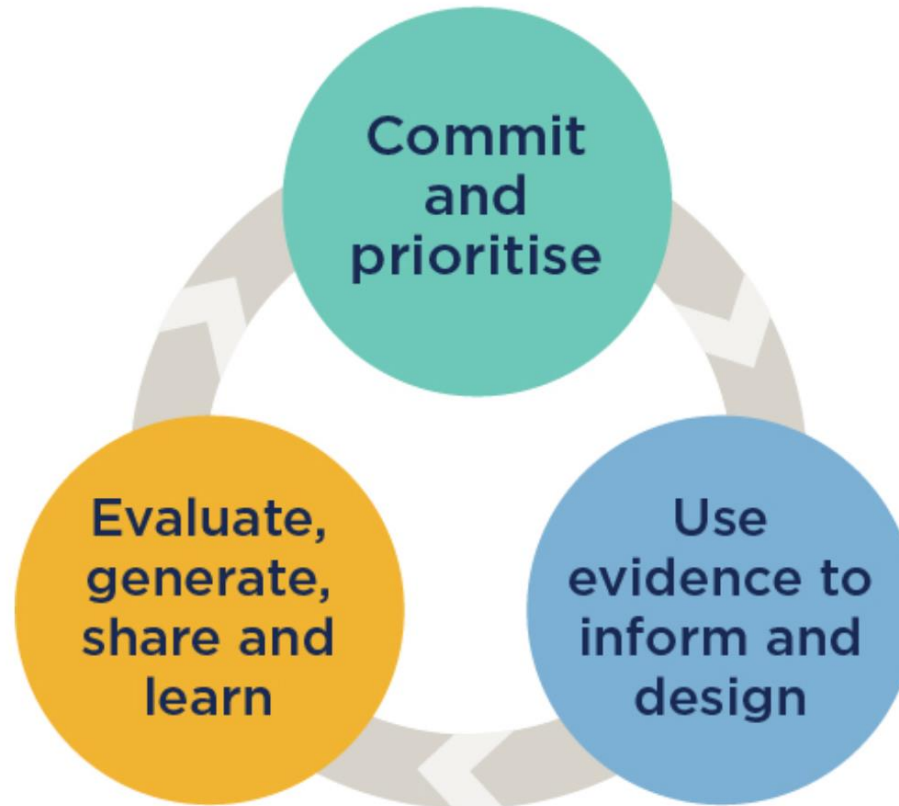 Commit
and
prioritise
Evaluate,
generate,
share and
learn
Use
evidence to
inform and
design